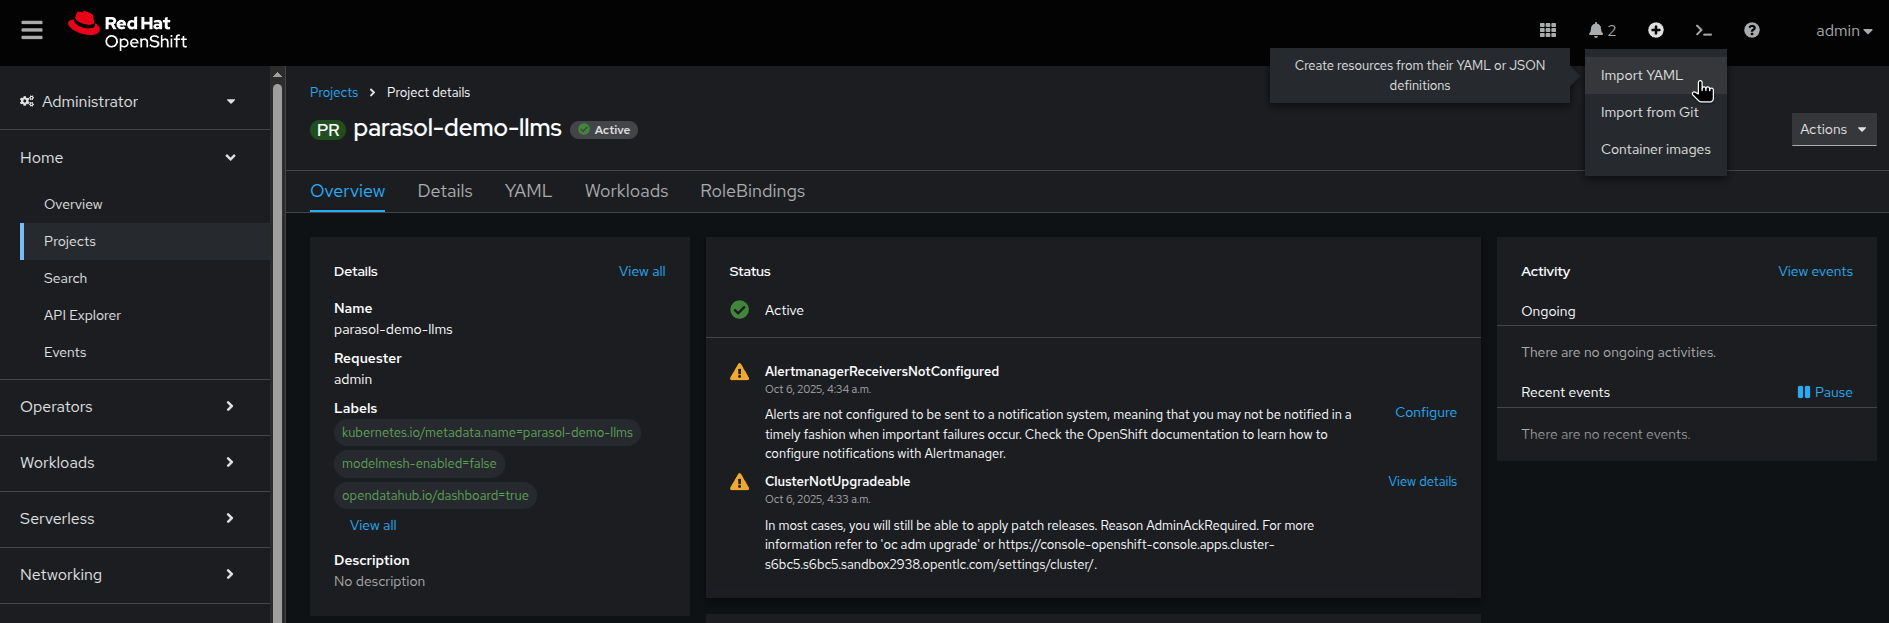 Red Hat
OpenShift
2
admin
Create resources from their YAML or JSON
definitions
Import YAML
Import from Git
Container images
Administrator
Home
Overview
Projects
Search
API Explorer
Events
Operators
Workloads
Serverless
Networking
Projects > Project details
PR parasol-demo-llms Active
Actions
Overview Details YAML Workloads RoleBindings
Details View all
Name
parasol-demo-llms
Requester
admin
Labels
kubernetes.io/metadata.name=parasol-demo-llms
modelmesh-enabled=false
opendatahub.io/dashboard=true
View all
Description
No description
Status
Active
AlertmanagerReceiversNotConfigured
Oct 6, 2025, 4:34 a.m.
Alerts are not configured to be sent to a notification system, meaning that you may not be notified in a
timely fashion when important failures occur. Check the OpenShift documentation to learn how to
configure notifications with Alertmanager.
Configure
ClusterNotUpgradeable
Oct 6, 2025, 4:33 a.m.
In most cases, you will still be able to apply patch releases. Reason AdminAckRequired. For more
information refer to 'oc adm upgrade' or https://console-openshift-console.apps.cluster-
s6bc5.s6bc5.sandbox2938.opentlc.com/settings/cluster/.
View details
Activity View events
Ongoing
There are no ongoing activities.
Recent events Pause
There are no recent events.